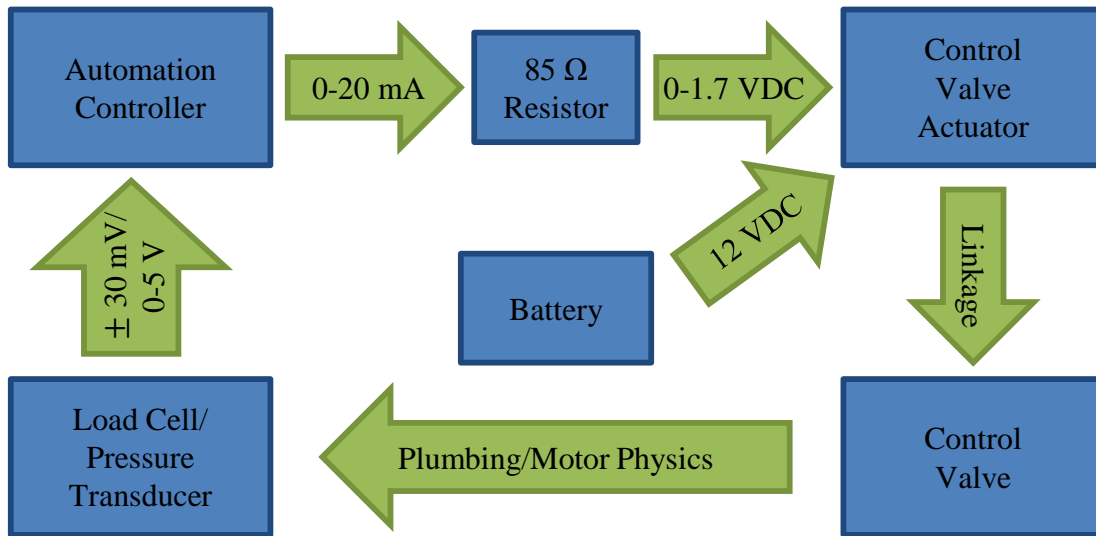 Automation
Controller
0-20 mA
85 Ω
Resistor
0-1.7 VDC
Control
Valve
Actuator
± 30 mV/
0-5 V
Battery
12 VDC
Linkage
Load Cell/
Pressure
Transducer
Plumbing/Motor Physics
Control
Valve